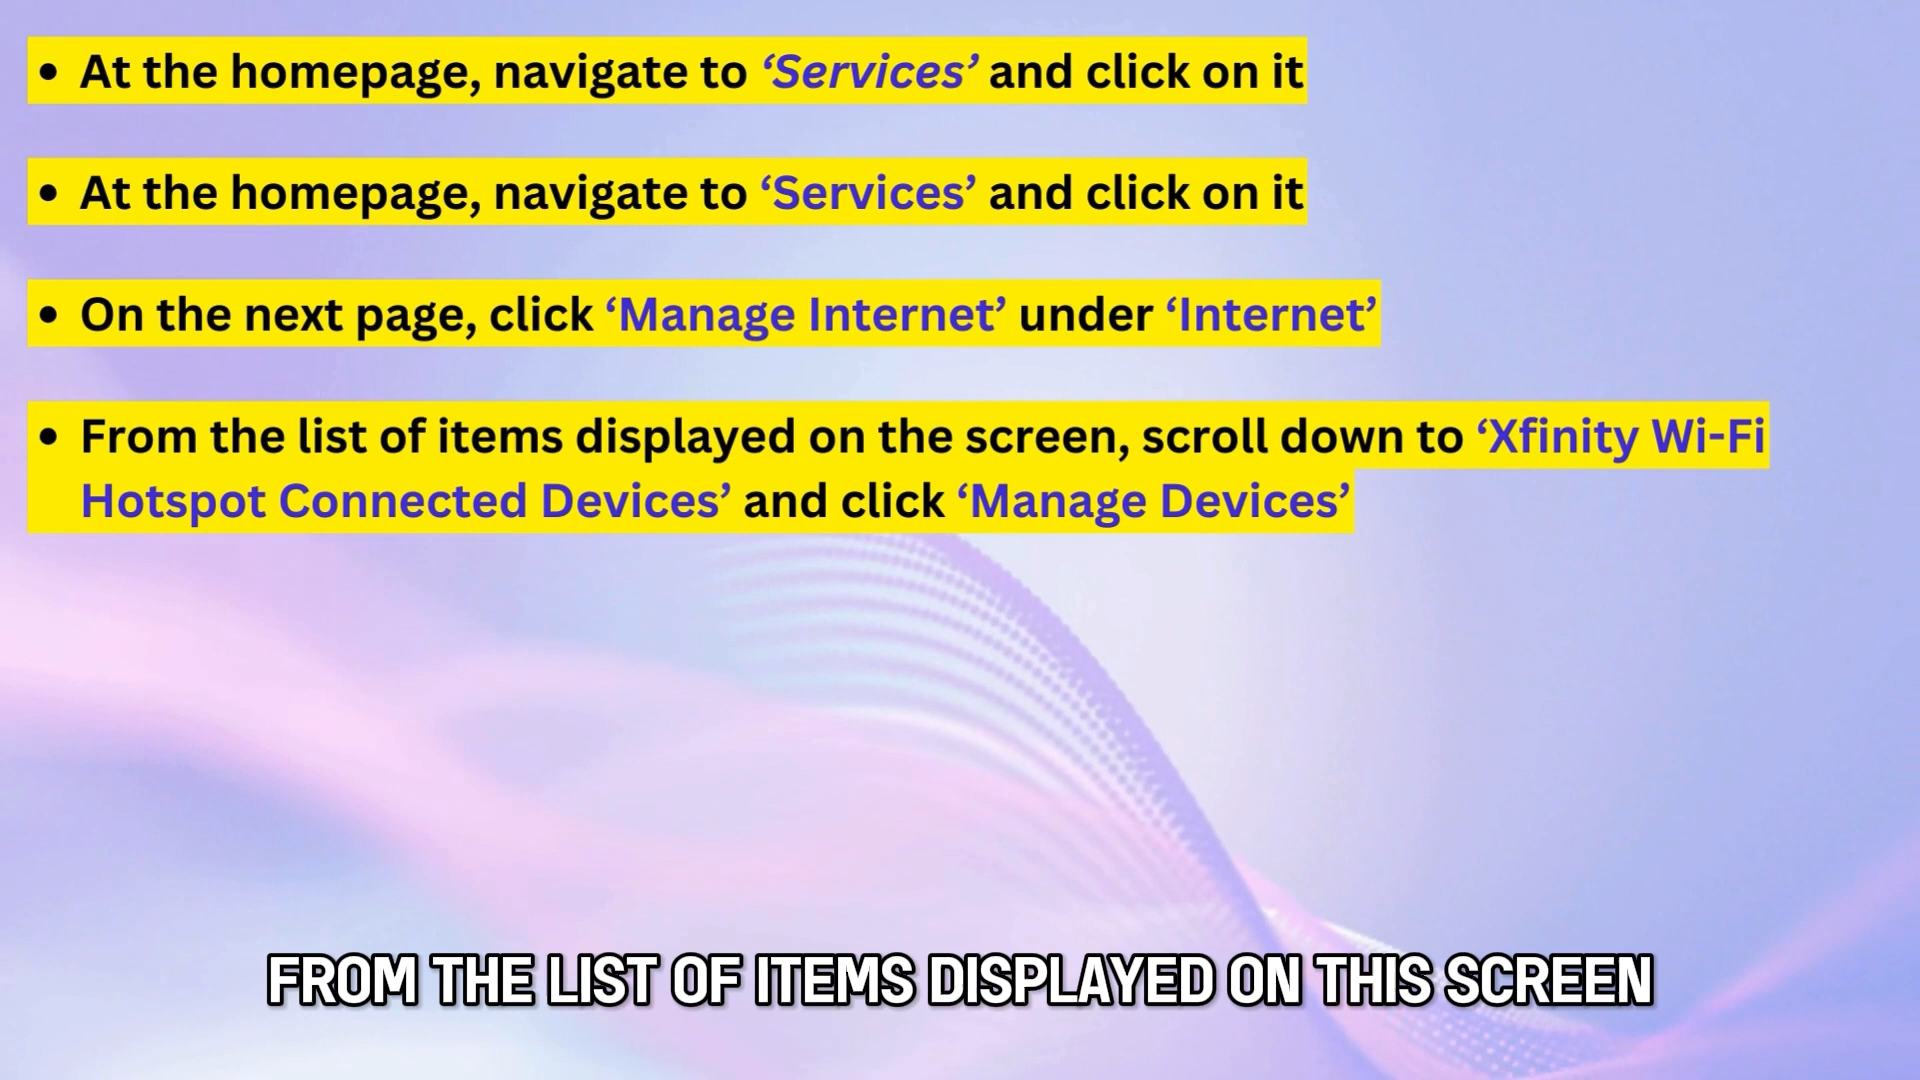 • At the homepage, navigate to ‘Services’ and click on it
• At the homepage, navigate to ‘Services’ and click on it
• On the next page, click ‘Manage Internet’ under ‘Internet’
• From the list of items displayed on the screen, scroll down to ‘Xfinity Wi-Fi
Hotspot Connected Devices’ and click ‘Manage Devices’
FROM THE LIST OF ITEMS DISPLAYED ON THIS SCREEN